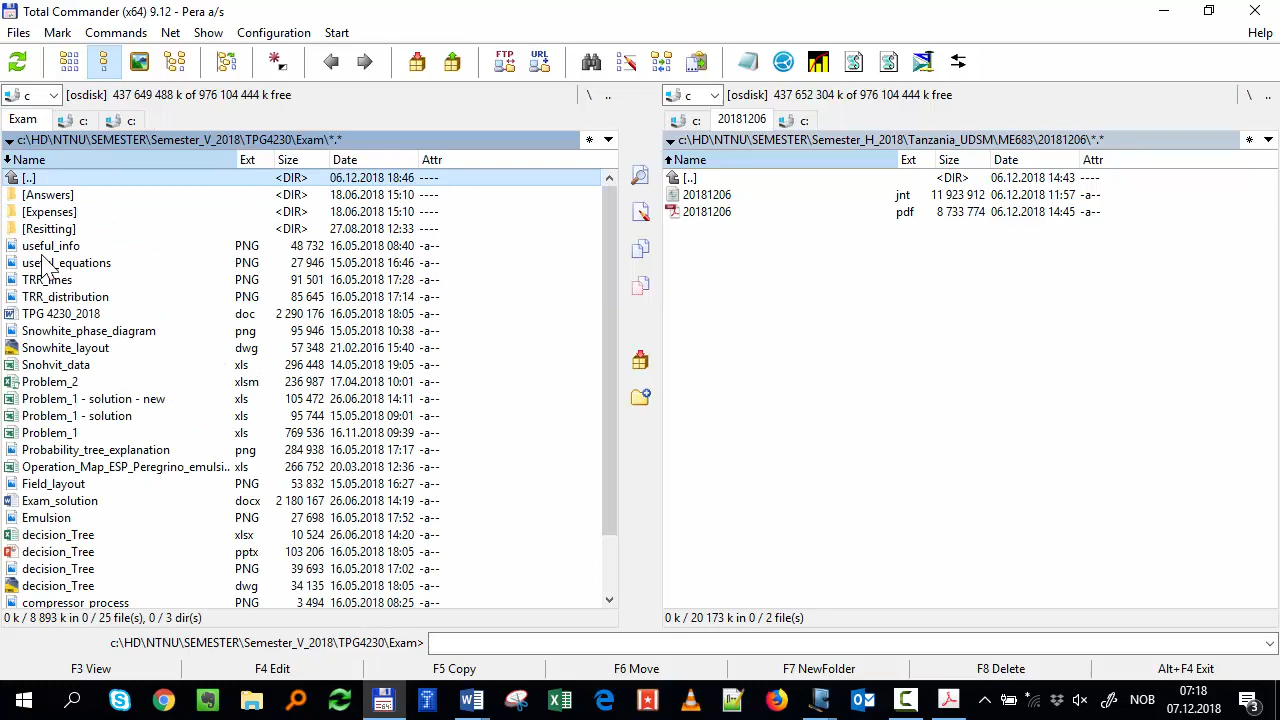 Total Commander (x64) 9.12 - Pera a/s
Files Mark Commands Net Show Configuration Start Help
FTP URL
c [osdisk] 437 649 488 k of 976 104 444 k free \ ..
c [osdisk] 437 652 304 k of 976 104 444 k free \ ..
Exam c: c:
c: 20181206 c:
c:\HD\NTNU\SEMESTER\Semester_V_2018\TPG4230\Exam\*.* *
c:\HD\NTNU\SEMESTER\Semester_H_2018\Tanzania_UDSM\ME683\20181206\*.* *
Name Ext Size Date Attr
[..] <DIR> 06.12.2018 18:46 ----
[Answers] <DIR> 18.06.2018 15:10 ----
[Expenses] <DIR> 18.06.2018 15:10 ----
[Resitting] <DIR> 27.08.2018 12:33 ----
useful_info PNG 48 732 16.05.2018 08:40 -a--
equations PNG 27 946 15.05.2018 16:46 -a--
PNG 91 501 16.05.2018 17:28 -a--
TRR_distribution PNG 85 645 16.05.2018 17:14 -a--
TPG 4230_2018 doc 2 290 176 16.05.2018 18:05 -a--
Snowhite_phase_diagram png 95 946 15.05.2018 10:38 -a--
Snowhite_layout dwg 57 348 21.02.2016 15:40 -a--
Snohvit_data xls 296 448 14.05.2018 19:05 -a--
Problem_2 xlsm 236 987 17.04.2018 10:01 -a--
Problem_1 - solution - new xls 105 472 26.06.2018 14:11 -a--
Problem_1 - solution xls 95 744 15.05.2018 09:01 -a--
Problem_1 xls 769 536 16.11.2018 09:39 -a--
Probability_tree_explanation png 284 938 16.05.2018 17:17 -a--
Operation_Map_ESP_Peregrino_emulsi.. xls 266 752 20.03.2018 12:36 -a--
Field_layout PNG 53 832 15.05.2018 16:27 -a--
Exam_solution docx 2 180 167 26.06.2018 14:19 -a--
Emulsion PNG 27 698 16.05.2018 17:52 -a--
decision_Tree xlsx 10 524 26.06.2018 14:20 -a--
decision_Tree pptx 103 206 16.05.2018 18:05 -a--
decision_Tree PNG 39 693 16.05.2018 17:02 -a--
decision_Tree dwg 34 135 16.05.2018 18:05 -a--
compressor_process PNG 3 494 16.05.2018 08:25 -a--
0 k / 8 893 k in 0 / 25 file(s), 0 / 3 dir(s)
Name Ext Size Date Attr
[..] <DIR> 06.12.2018 14:43 ----
20181206 jnt 11 923 912 06.12.2018 11:57 -a--
20181206 pdf 8 733 774 06.12.2018 14:45 -a--
0 k / 20 173 k in 0 / 2 file(s)
c:\HD\NTNU\SEMESTER\Semester_V_2018\TPG4230\Exam>
F3 View F4 Edit F5 Copy F6 Move F7 NewFolder F8 Delete Alt+F4 Exit
NOB 07:18
07.12.2018 3